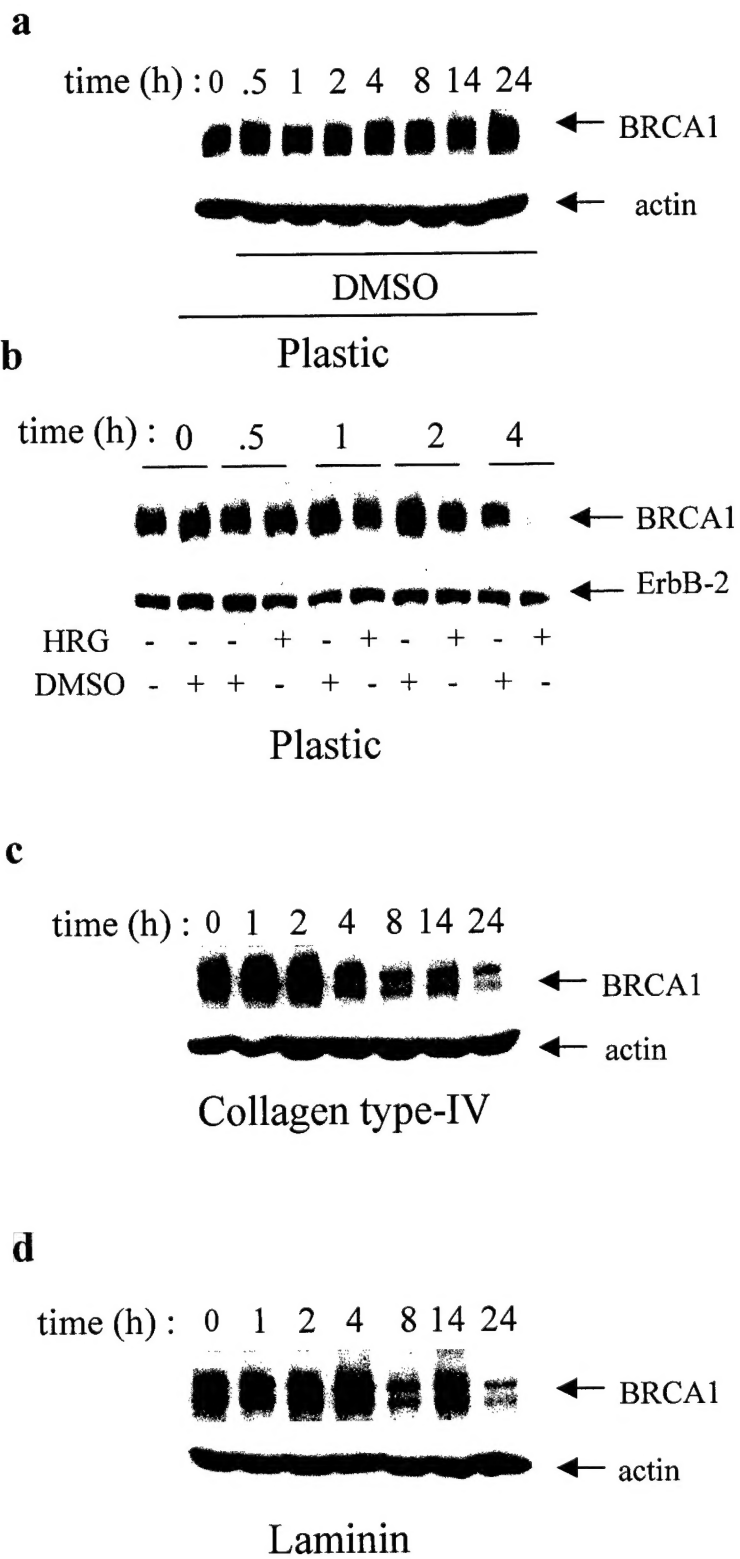 a
time (h) : 0 .5 1 2 4 8 14 24
BRCA1
actin
DMSO
Plastic
b
time (h) : 0 .5 1 2 4
BRCA1
ErbB-2
HRG - - - + - + - + - +
DMSO - + + - + - + - + -
Plastic
c
time (h) : 0 1 2 4 8 14 24
BRCA1
actin
Collagen type-IV
d
time (h) : 0 1 2 4 8 14 24
BRCA1
actin
Laminin